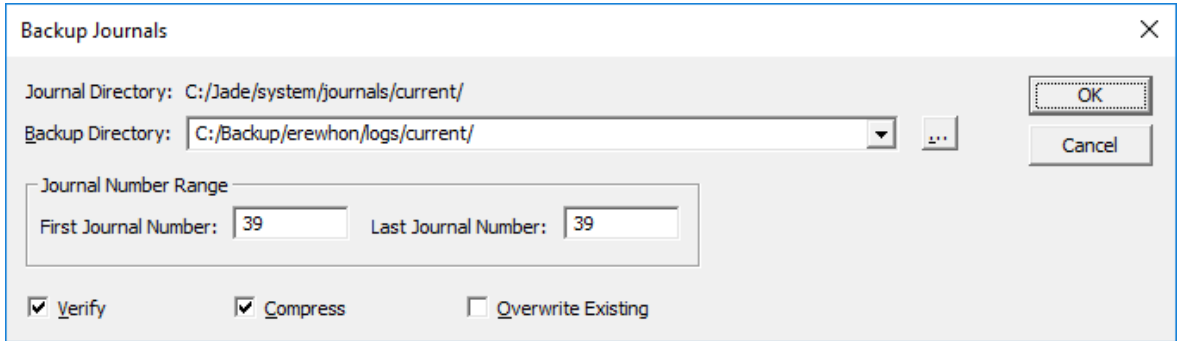 Backup Journals
Journal Directory: C:/Jade/system/journals/current/
OK
Backup Directory: C:/Backup/erewhon/logs/current/
...
Cancel
Journal Number Range
First Journal Number: 39 Last Journal Number: 39
Verify Compress Overwrite Existing